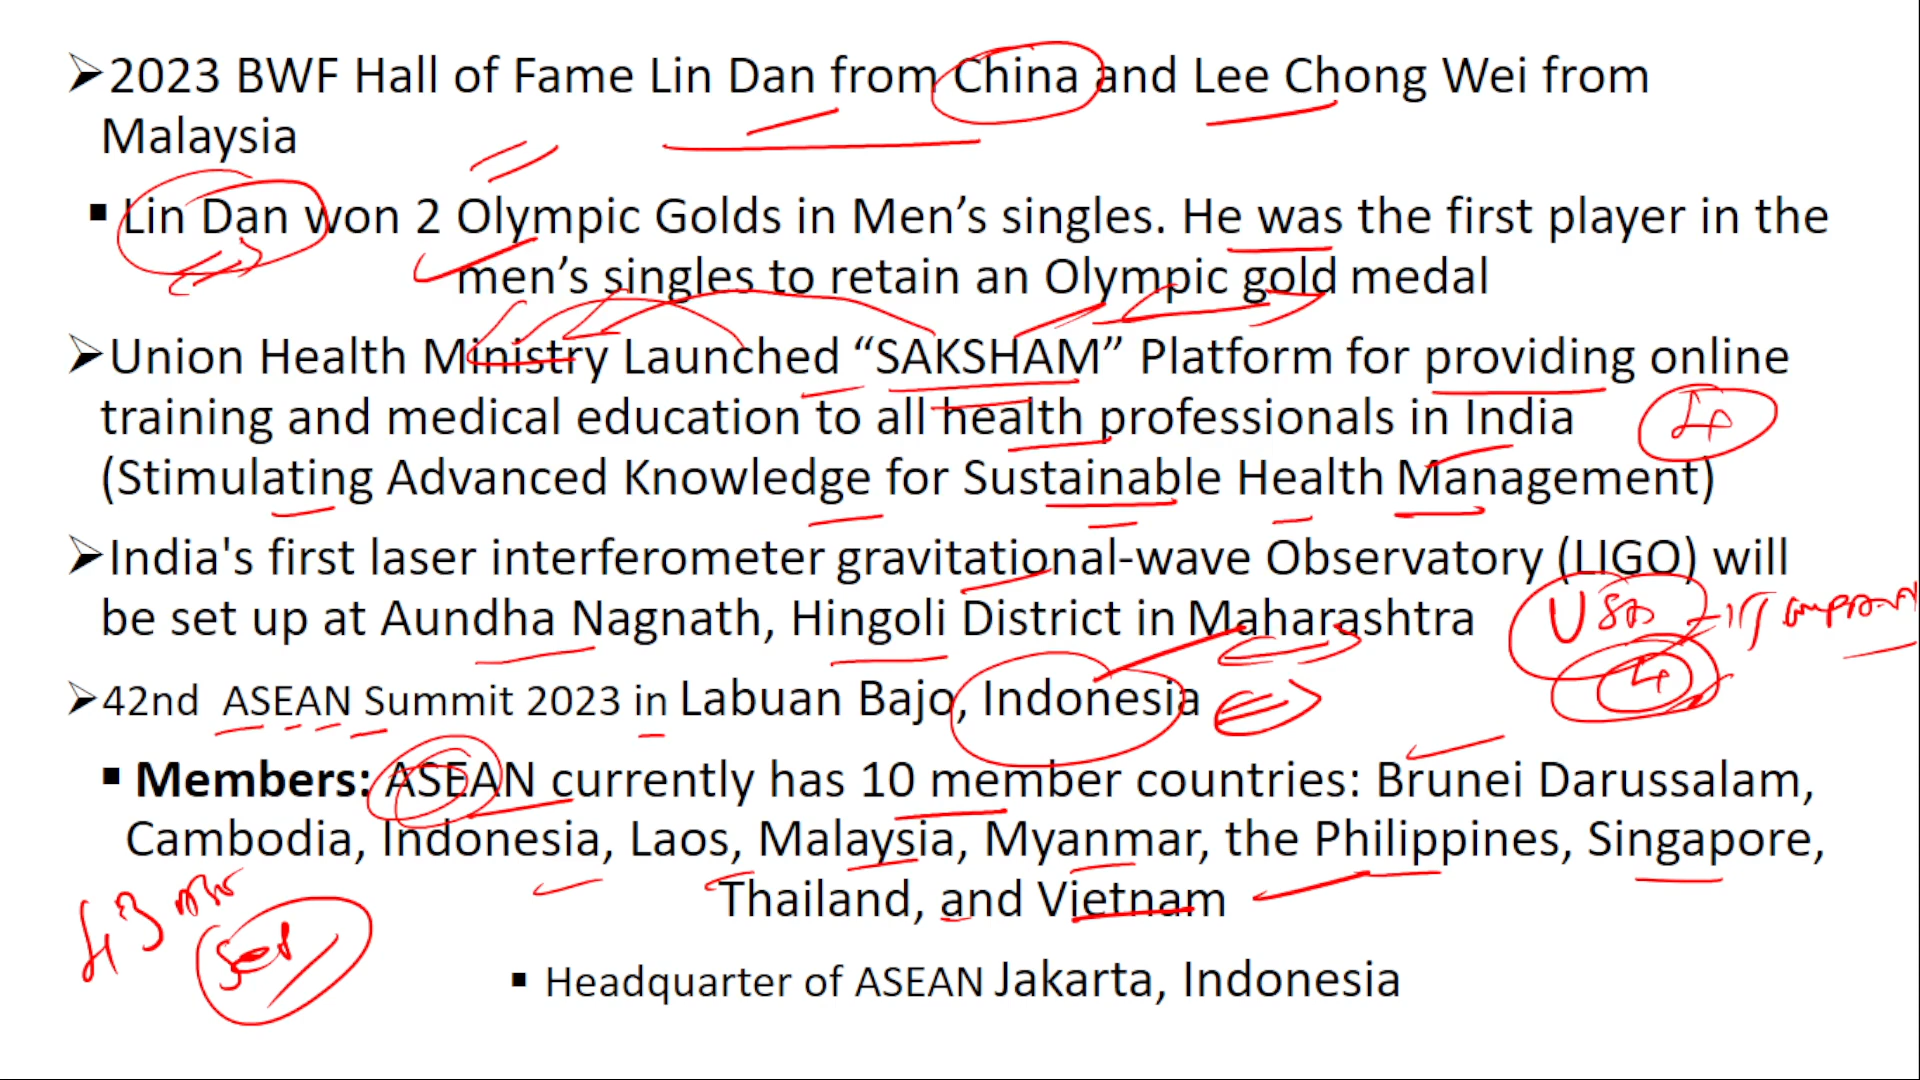 ➢2023 BWF Hall of Fame Lin Dan from China and Lee Chong Wei from
Malaysia
▪ Lin Dan won 2 Olympic Golds in Men’s singles. He was the first player in the
men’s singles to retain an Olympic gold medal
➢Union Health Ministry Launched “SAKSHAM” Platform for providing online
training and medical education to all health professionals in India
(Stimulating Advanced Knowledge for Sustainable Health Management)
➢India's first laser interferometer gravitational-wave Observatory (LIGO) will
be set up at Aundha Nagnath, Hingoli District in Maharashtra
➢42nd ASEAN Summit 2023 in Labuan Bajo, Indonesia
▪ Members: ASEAN currently has 10 member countries: Brunei Darussalam,
Cambodia, Indonesia, Laos, Malaysia, Myanmar, the Philippines, Singapore,
Thailand, and Vietnam
43
▪ Headquarter of ASEAN Jakarta, Indonesia